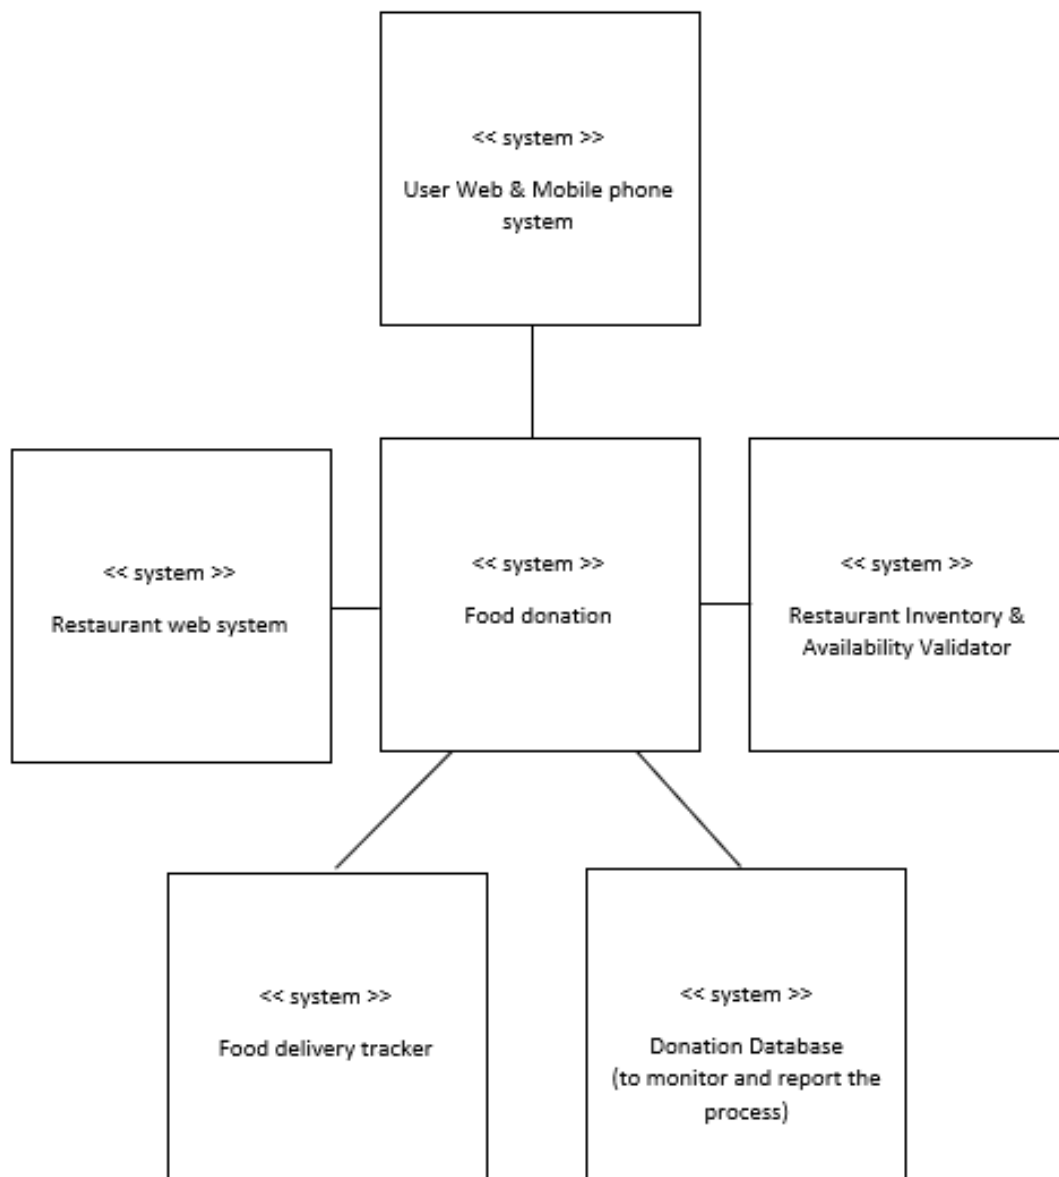 << system >>
User Web & Mobile phone
system
<< system >>
Restaurant web system
<< system >>
Food donation
<< system >>
Restaurant Inventory &
Availability Validator
<< system >>
Food delivery tracker
<< system >>
Donation Database
(to monitor and report the
process)